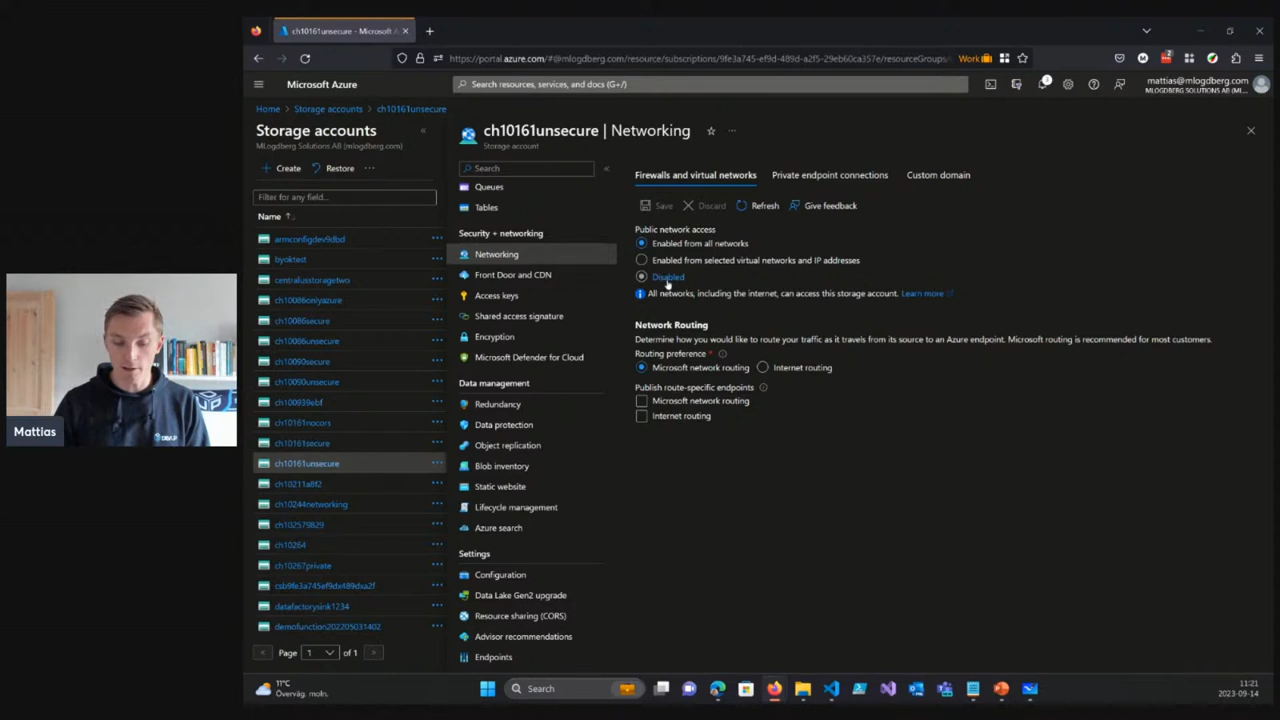 ch10161unsecure - Microsoft A
https://portal.azure.com/#@mlogdberg.com/resource/subscriptions/9fe3a745-ef9d-489d-a2f5-29eb60ca357e/resourceGroups
Work
Microsoft Azure
Search resources, services, and docs (G+/)
2
mattias@mlogdberg.com
MLOGDBERG SOLUTIONS AB (ML...
Home > Storage accounts > ch10161unsecure
Storage accounts
MLogdberg Solutions AB (mlogdberg.com)
Create
Restore
Filter for any field...
Name
armconfigdev9dbd
byoktest
centralusstoragetwo
ch10086oniyazure
ch10086secure
ch10086unsecure
ch10090secure
ch10090unsecure
ch100939ebf
ch10161nocors
ch10161secure
ch10161unsecure
ch10211a8f2
ch10244networking
ch102579829
ch10264
ch10267private
csb9fe3a745ef9dx489dxa2f
datafactorysink1234
demofunction202205031402
Page 1 of 1
ch10161unsecure | Networking
Storage account
Search
Queues
Tables
Security + networking
Networking
Front Door and CDN
Access keys
Shared access signature
Encryption
Microsoft Defender for Cloud
Data management
Redundancy
Data protection
Object replication
Blob inventory
Static website
Lifecycle management
Azure search
Settings
Configuration
Data Lake Gen2 upgrade
Resource sharing (CORS)
Advisor recommendations
Endpoints
Firewalls and virtual networks
Private endpoint connections
Custom domain
Save
Discard
Refresh
Give feedback
Public network access
Enabled from all networks
Enabled from selected virtual networks and IP addresses
Disabled
All networks, including the internet, can access this storage account. Learn more
Network Routing
Determine how you would like to route your traffic as it travels from its source to an Azure endpoint. Microsoft routing is recommended for most customers.
Routing preference *
Microsoft network routing
Internet routing
Publish route-specific endpoints
Microsoft network routing
Internet routing
Mattias
11°C
Överväg. moln.
Search
11:21
2023-09-14